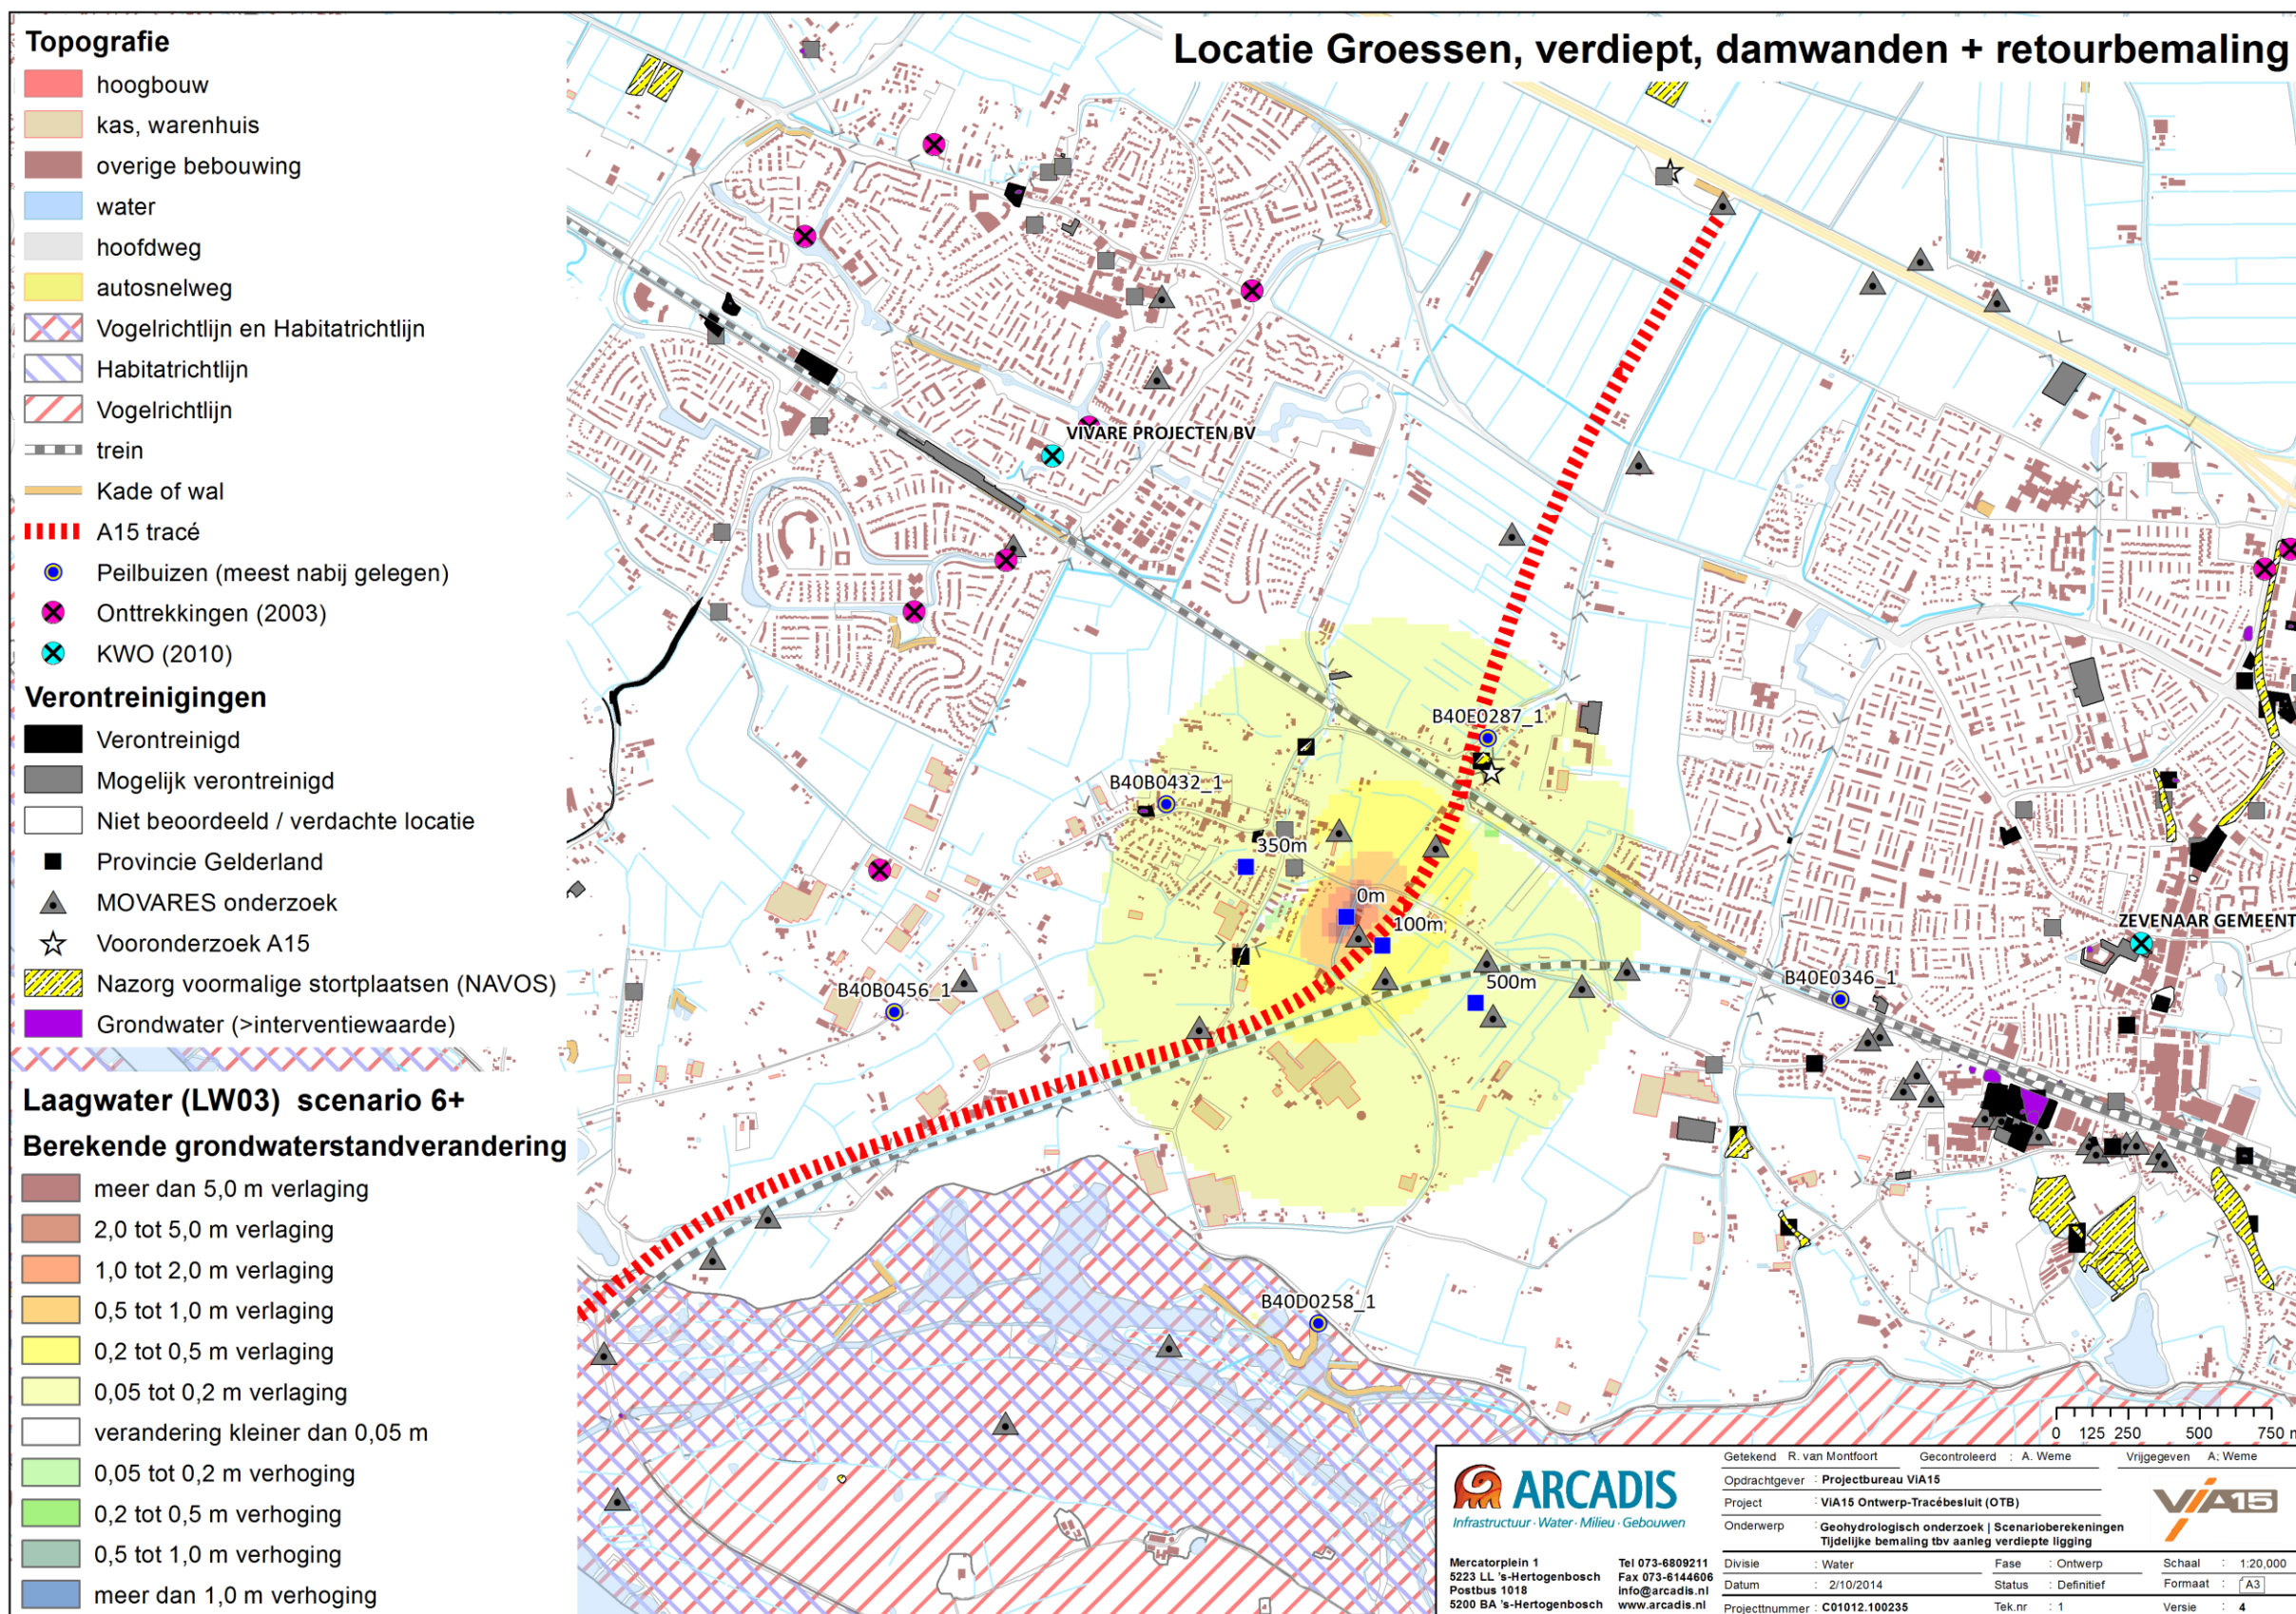 Locatie Groessen, verdiept, damwanden + retourbemaling
Topografie
hoogbouw
kas, warenhuis
overige bebouwing
water
hoofdweg
autosnelweg
Vogelrichtlijn en Habitatrichtlijn
Habitatrichtlijn
Vogelrichtlijn
trein
Kade of wal
A15 tracé
Peilbuizen (meest nabij gelegen)
Onttrekkingen (2003)
KWO (2010)
Verontreinigingen
Verontreinigd
Mogelijk verontreinigd
Niet beoordeeld / verdachte locatie
Provincie Gelderland
MOVARES onderzoek
Vooronderzoek A15
Nazorg voormalige stortplaatsen (NAVOS)
Grondwater (>interventiewaarde)
Laagwater (LW03) scenario 6+
Berekende grondwaterstandverandering
meer dan 5,0 m verlaging
2,0 tot 5,0 m verlaging
1,0 tot 2,0 m verlaging
0,5 tot 1,0 m verlaging
0,2 tot 0,5 m verlaging
0,05 tot 0,2 m verlaging
verandering kleiner dan 0,05 m
0,05 tot 0,2 m verhoging
0,2 tot 0,5 m verhoging
0,5 tot 1,0 m verhoging
meer dan 1,0 m verhoging
VIVARE PROJECTEN BV
B40E0287_1
B40B0432_1
350m
0m
100m
ZEVENAAR GEMEENT
500m
B40E0346_1
B40B0456_1
B40D0258_1
0 125 250 500 750 m
ARCADIS
Infrastructuur · Water · Milieu · Gebouwen
Mercatorplein 1 Tel 073-6809211
5223 LL 's-Hertogenbosch Fax 073-6144606
Postbus 1018 info@arcadis.nl
5200 BA 's-Hertogenbosch www.arcadis.nl
Getekend R. van Montfoort Gecontroleerd : A. Weme Vrijgegeven A; Weme
Opdrachtgever : Projectbureau ViA15
Project : ViA15 Ontwerp-Tracébesluit (OTB)
Onderwerp : Geohydrologisch onderzoek | Scenarioberekeningen
Tijdelijke bemaling tbv aanleg verdiepte ligging
ViA15
Divisie : Water Fase : Ontwerp Schaal : 1:20,000
Datum : 2/10/2014 Status : Definitief Formaat : A3
Projecttnummer : C01012.100235 Tek.nr : 1 Versie : 4